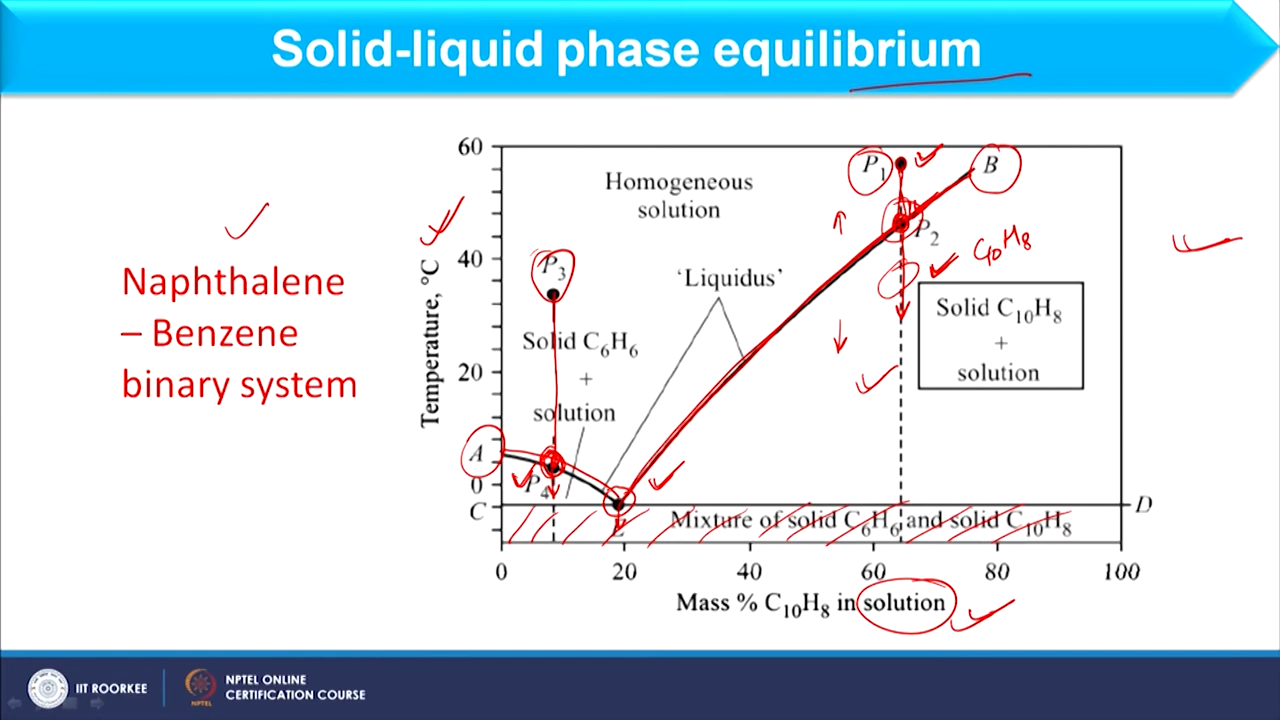 Solid-liquid phase equilibrium
Naphthalene
– Benzene
binary system
Temperature, °C
60
40
20
0
A
C
Homogeneous
solution
P₁
B
P₂
C₁₀H₈
P₃
'Liquidus'
Solid C₆H₆
+
solution
Solid C₁₀H₈
+
solution
P₄
E
D
Mixture of solid C₆H₆ and solid C₁₀H₈
0 20 40 60 80 100
Mass % C₁₀H₈ in solution
IIT ROORKEE
NPTEL
NPTEL ONLINE
CERTIFICATION COURSE